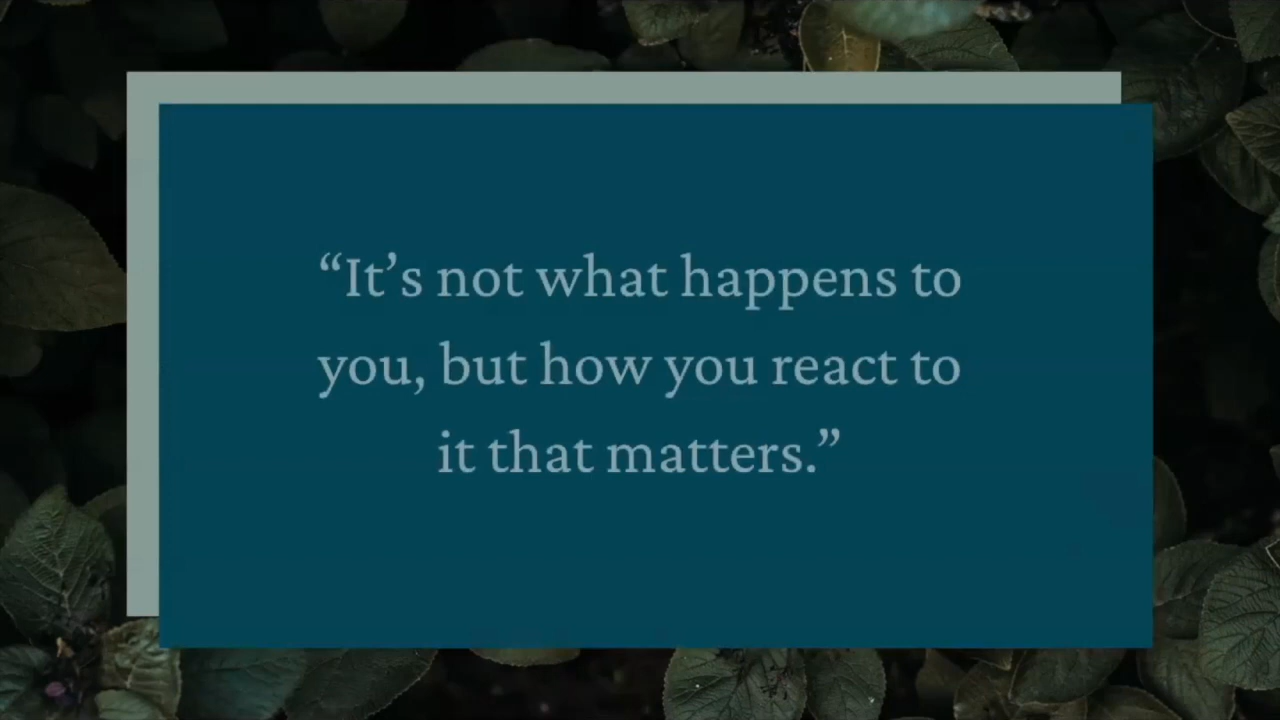 “It’s not what happens to
you, but how you react to
it that matters.”